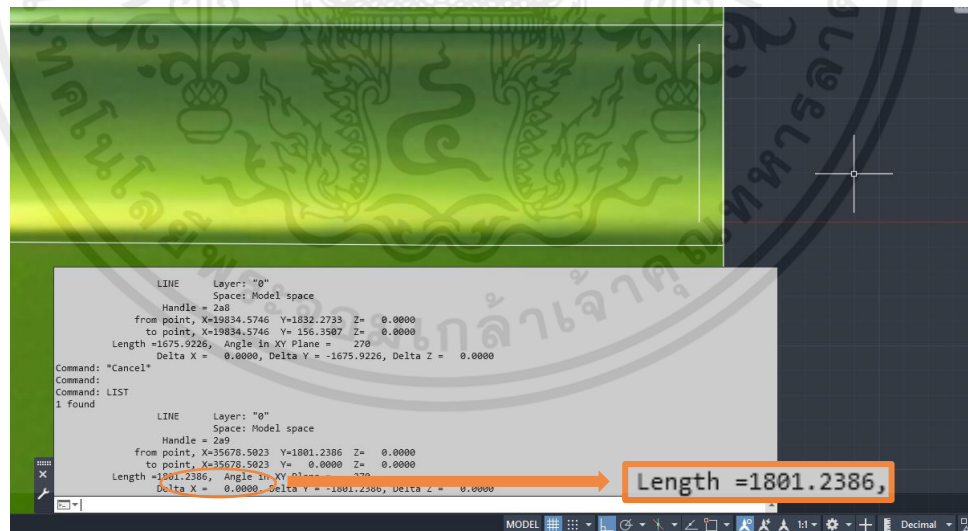 LINE Layer: "0"
Space: Model space
Handle = 2a8
from point, X=19834.5746 Y=1832.2733 Z= 0.0000
to point, X=19834.5746 Y= 156.3507 Z= 0.0000
Length =1675.9226, Angle in XY Plane = 270
Delta X = 0.0000, Delta Y = -1675.9226, Delta Z = 0.0000
Command: *Cancel*
Command:
Command: LIST
1 found
LINE Layer: "0"
Space: Model space
Handle = 2a9
from point, X=35678.5023 Y=1801.2386 Z= 0.0000
to point, X=35678.5023 Y= 0.0000 Z= 0.0000
Length =1801.2386, Angle in XY Plane = 270
Delta X = 0.0000, Delta Y = -1801.2386, Delta Z = 0.0000
Length =1801.2386,
MODEL 1:1 Decimal